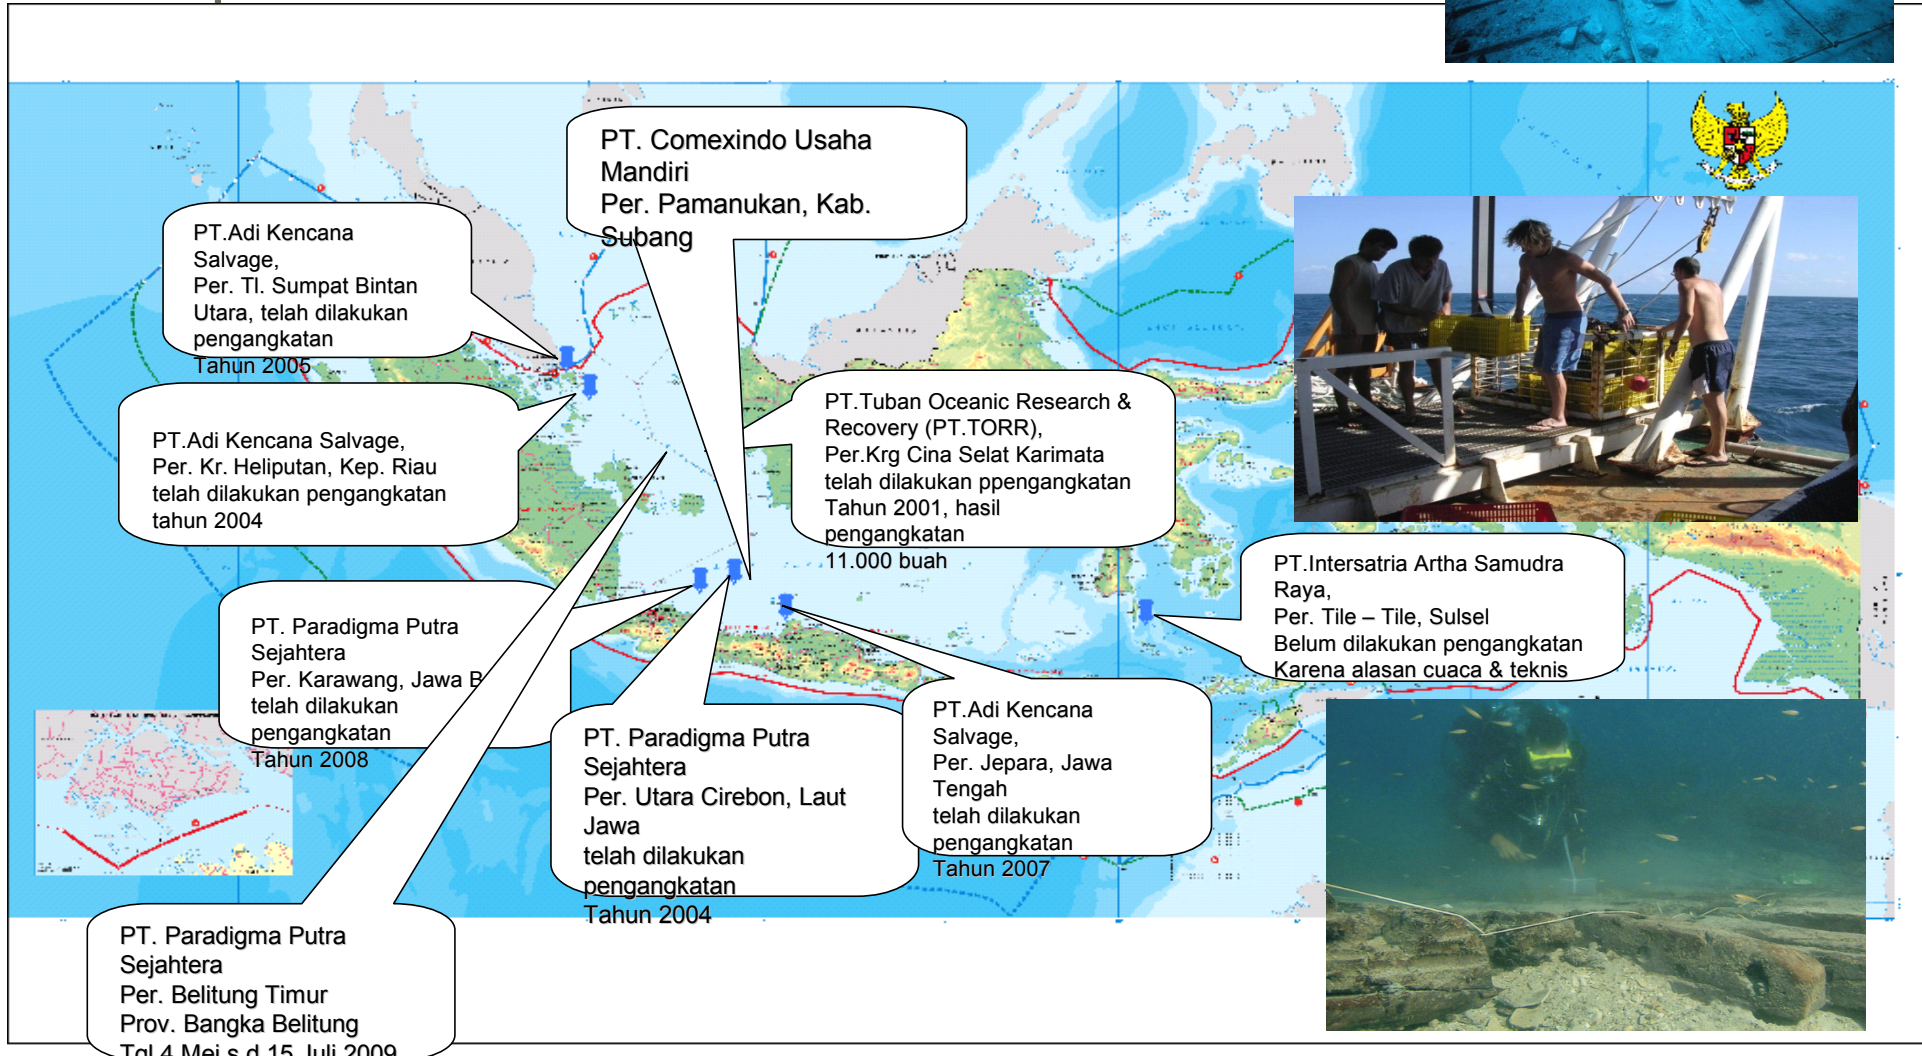 PT. Comexindo Usaha
Mandiri
Per. Pamanukan, Kab.
Subang
PT.Adi Kencana
Salvage,
Per. Tl. Sumpat Bintan
Utara, telah dilakukan
pengangkatan
Tahun 2005
PT.Adi Kencana Salvage,
Per. Kr. Heliputan, Kep. Riau
telah dilakukan pengangkatan
tahun 2004
PT.Tuban Oceanic Research &
Recovery (PT.TORR),
Per.Krg Cina Selat Karimata
telah dilakukan ppengangkatan
Tahun 2001, hasil
pengangkatan
11.000 buah
PT.Intersatria Artha Samudra
Raya,
Per. Tile – Tile, Sulsel
Belum dilakukan pengangkatan
Karena alasan cuaca & teknis
PT. Paradigma Putra
Sejahtera
Per. Karawang, Jawa B
telah dilakukan
pengangkatan
Tahun 2008
PT. Paradigma Putra
Sejahtera
Per. Utara Cirebon, Laut
Jawa
telah dilakukan
pengangkatan
Tahun 2004
PT.Adi Kencana
Salvage,
Per. Jepara, Jawa
Tengah
telah dilakukan
pengangkatan
Tahun 2007
PT. Paradigma Putra
Sejahtera
Per. Belitung Timur
Prov. Bangka Belitung
Tgl 4 Mei s.d 15 Juli 2009